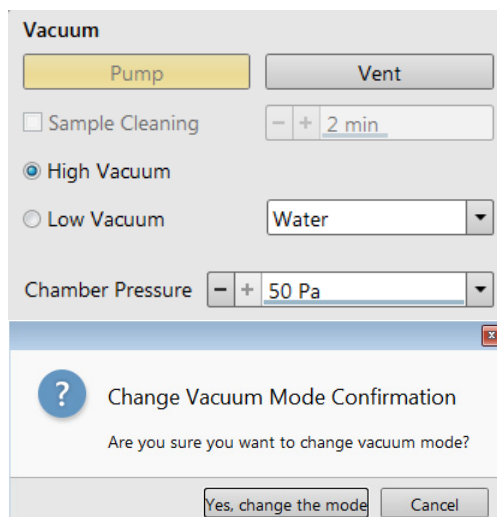 Vacuum
Pump Vent
Sample Cleaning − + 2 min
High Vacuum
Low Vacuum Water
Chamber Pressure − + 50 Pa
x
?
Change Vacuum Mode Confirmation
Are you sure you want to change vacuum mode?
Yes, change the mode Cancel